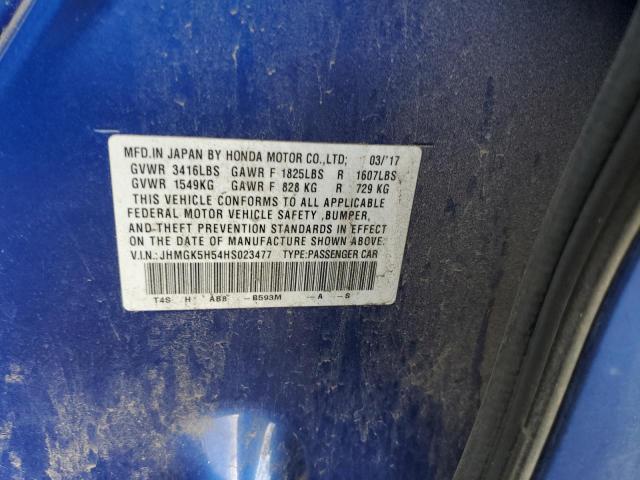 MFD.IN JAPAN BY HONDA MOTOR CO.,LTD; 03/'17
GVWR 3416LBS GAWR F 1825LBS R 1607LBS
GVWR 1549KG GAWR F 828 KG R 729 KG
THIS VEHICLE CONFORMS TO ALL APPLICABLE
FEDERAL MOTOR VEHICLE SAFETY ,BUMPER,
AND THEFT PREVENTION STANDARDS IN EFFECT
ON THE DATE OF MANUFACTURE SHOWN ABOVE.
V.I.N.: JHMGK5H54HS023477 TYPE:PASSENGER CAR
T4S H AB8 -B593M -A -S